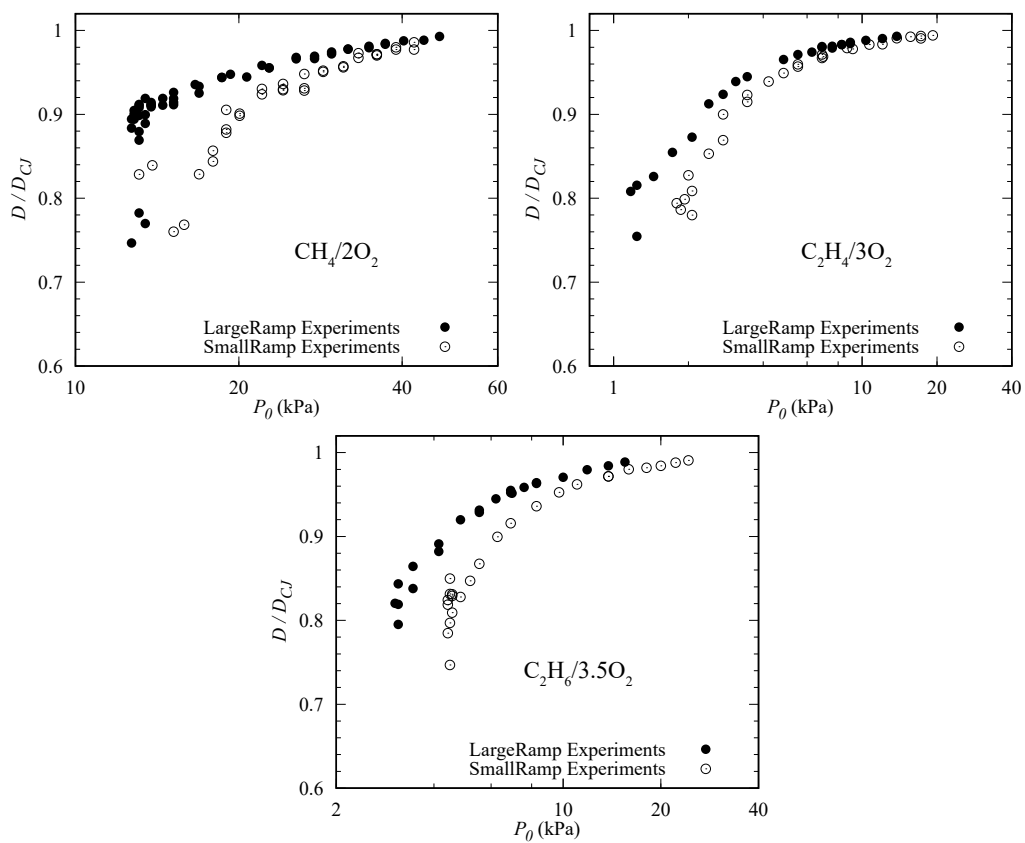 1
0.9
0.8
0.7
0.6
D / D_CJ
CH₄/2O₂
LargeRamp Experiments
SmallRamp Experiments
10 20 40 60
P₀ (kPa)
1
0.9
0.8
0.7
0.6
D / D_CJ
C₂H₄/3O₂
LargeRamp Experiments
SmallRamp Experiments
1 10 20 40
P₀ (kPa)
1
0.9
0.8
0.7
0.6
D / D_CJ
C₂H₆/3.5O₂
LargeRamp Experiments
SmallRamp Experiments
2 10 20 40
P₀ (kPa)